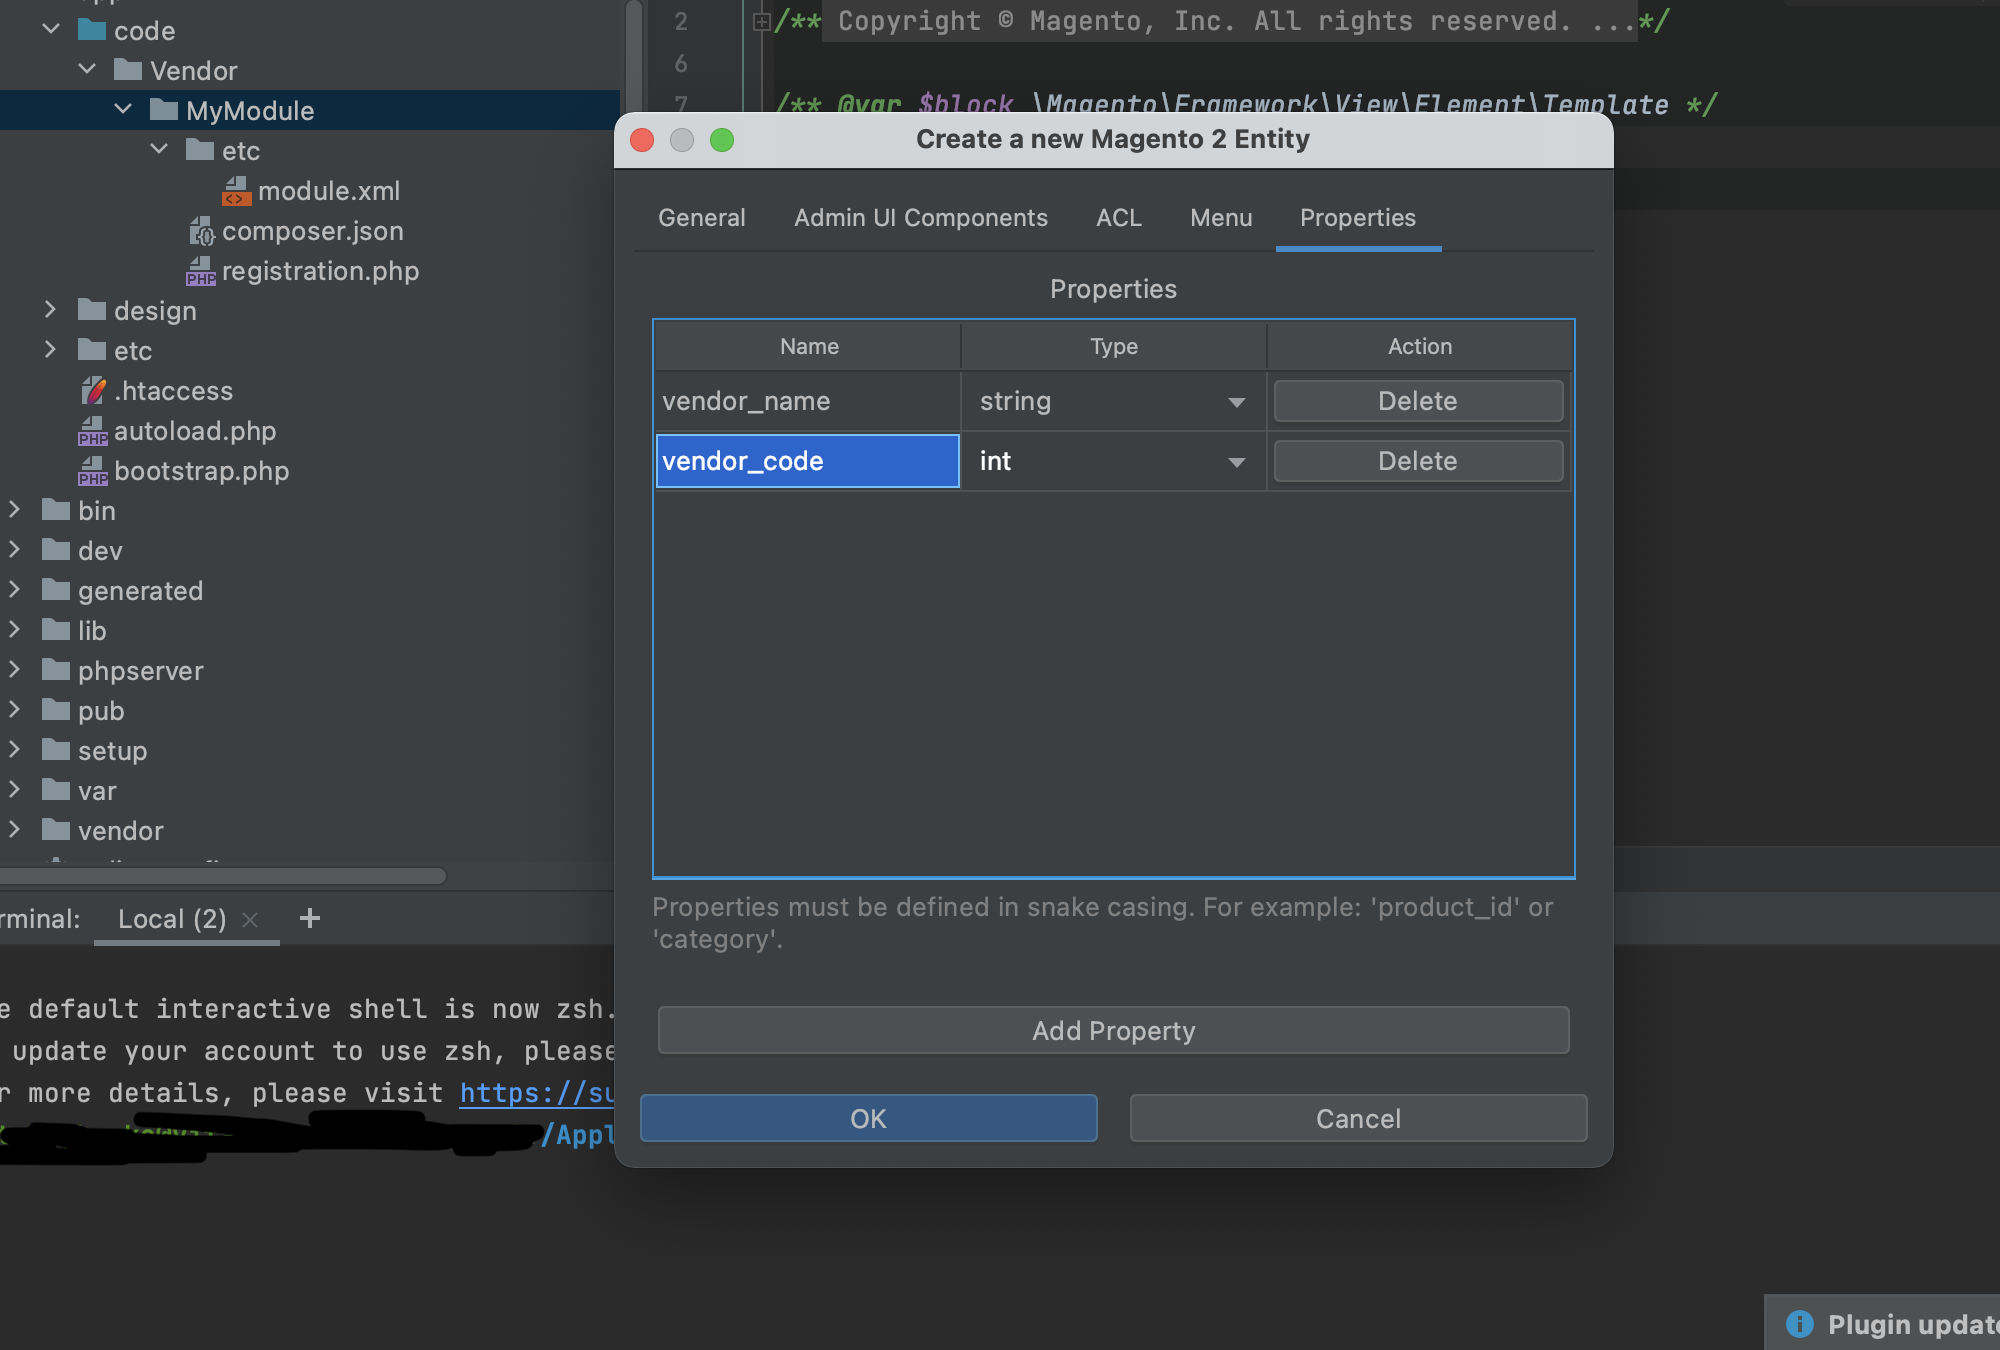 code
Vendor
MyModule
etc
module.xml
composer.json
registration.php
design
etc
.htaccess
autoload.php
bootstrap.php
bin
dev
generated
lib
phpserver
pub
setup
var
vendor
2 /** Copyright © Magento, Inc. All rights reserved. ...*/
6
7 /** @var $block \Magento\Framework\View\Element\Template */
Create a new Magento 2 Entity
General Admin UI Components ACL Menu Properties
Properties
Name Type Action
vendor_name string Delete
vendor_code int Delete
Properties must be defined in snake casing. For example: 'product_id' or
'category'.
Add Property
OK Cancel
rminal: Local (2) +
e default interactive shell is now zsh.
update your account to use zsh, please
r more details, please visit https://su
/Appl
Plugin update